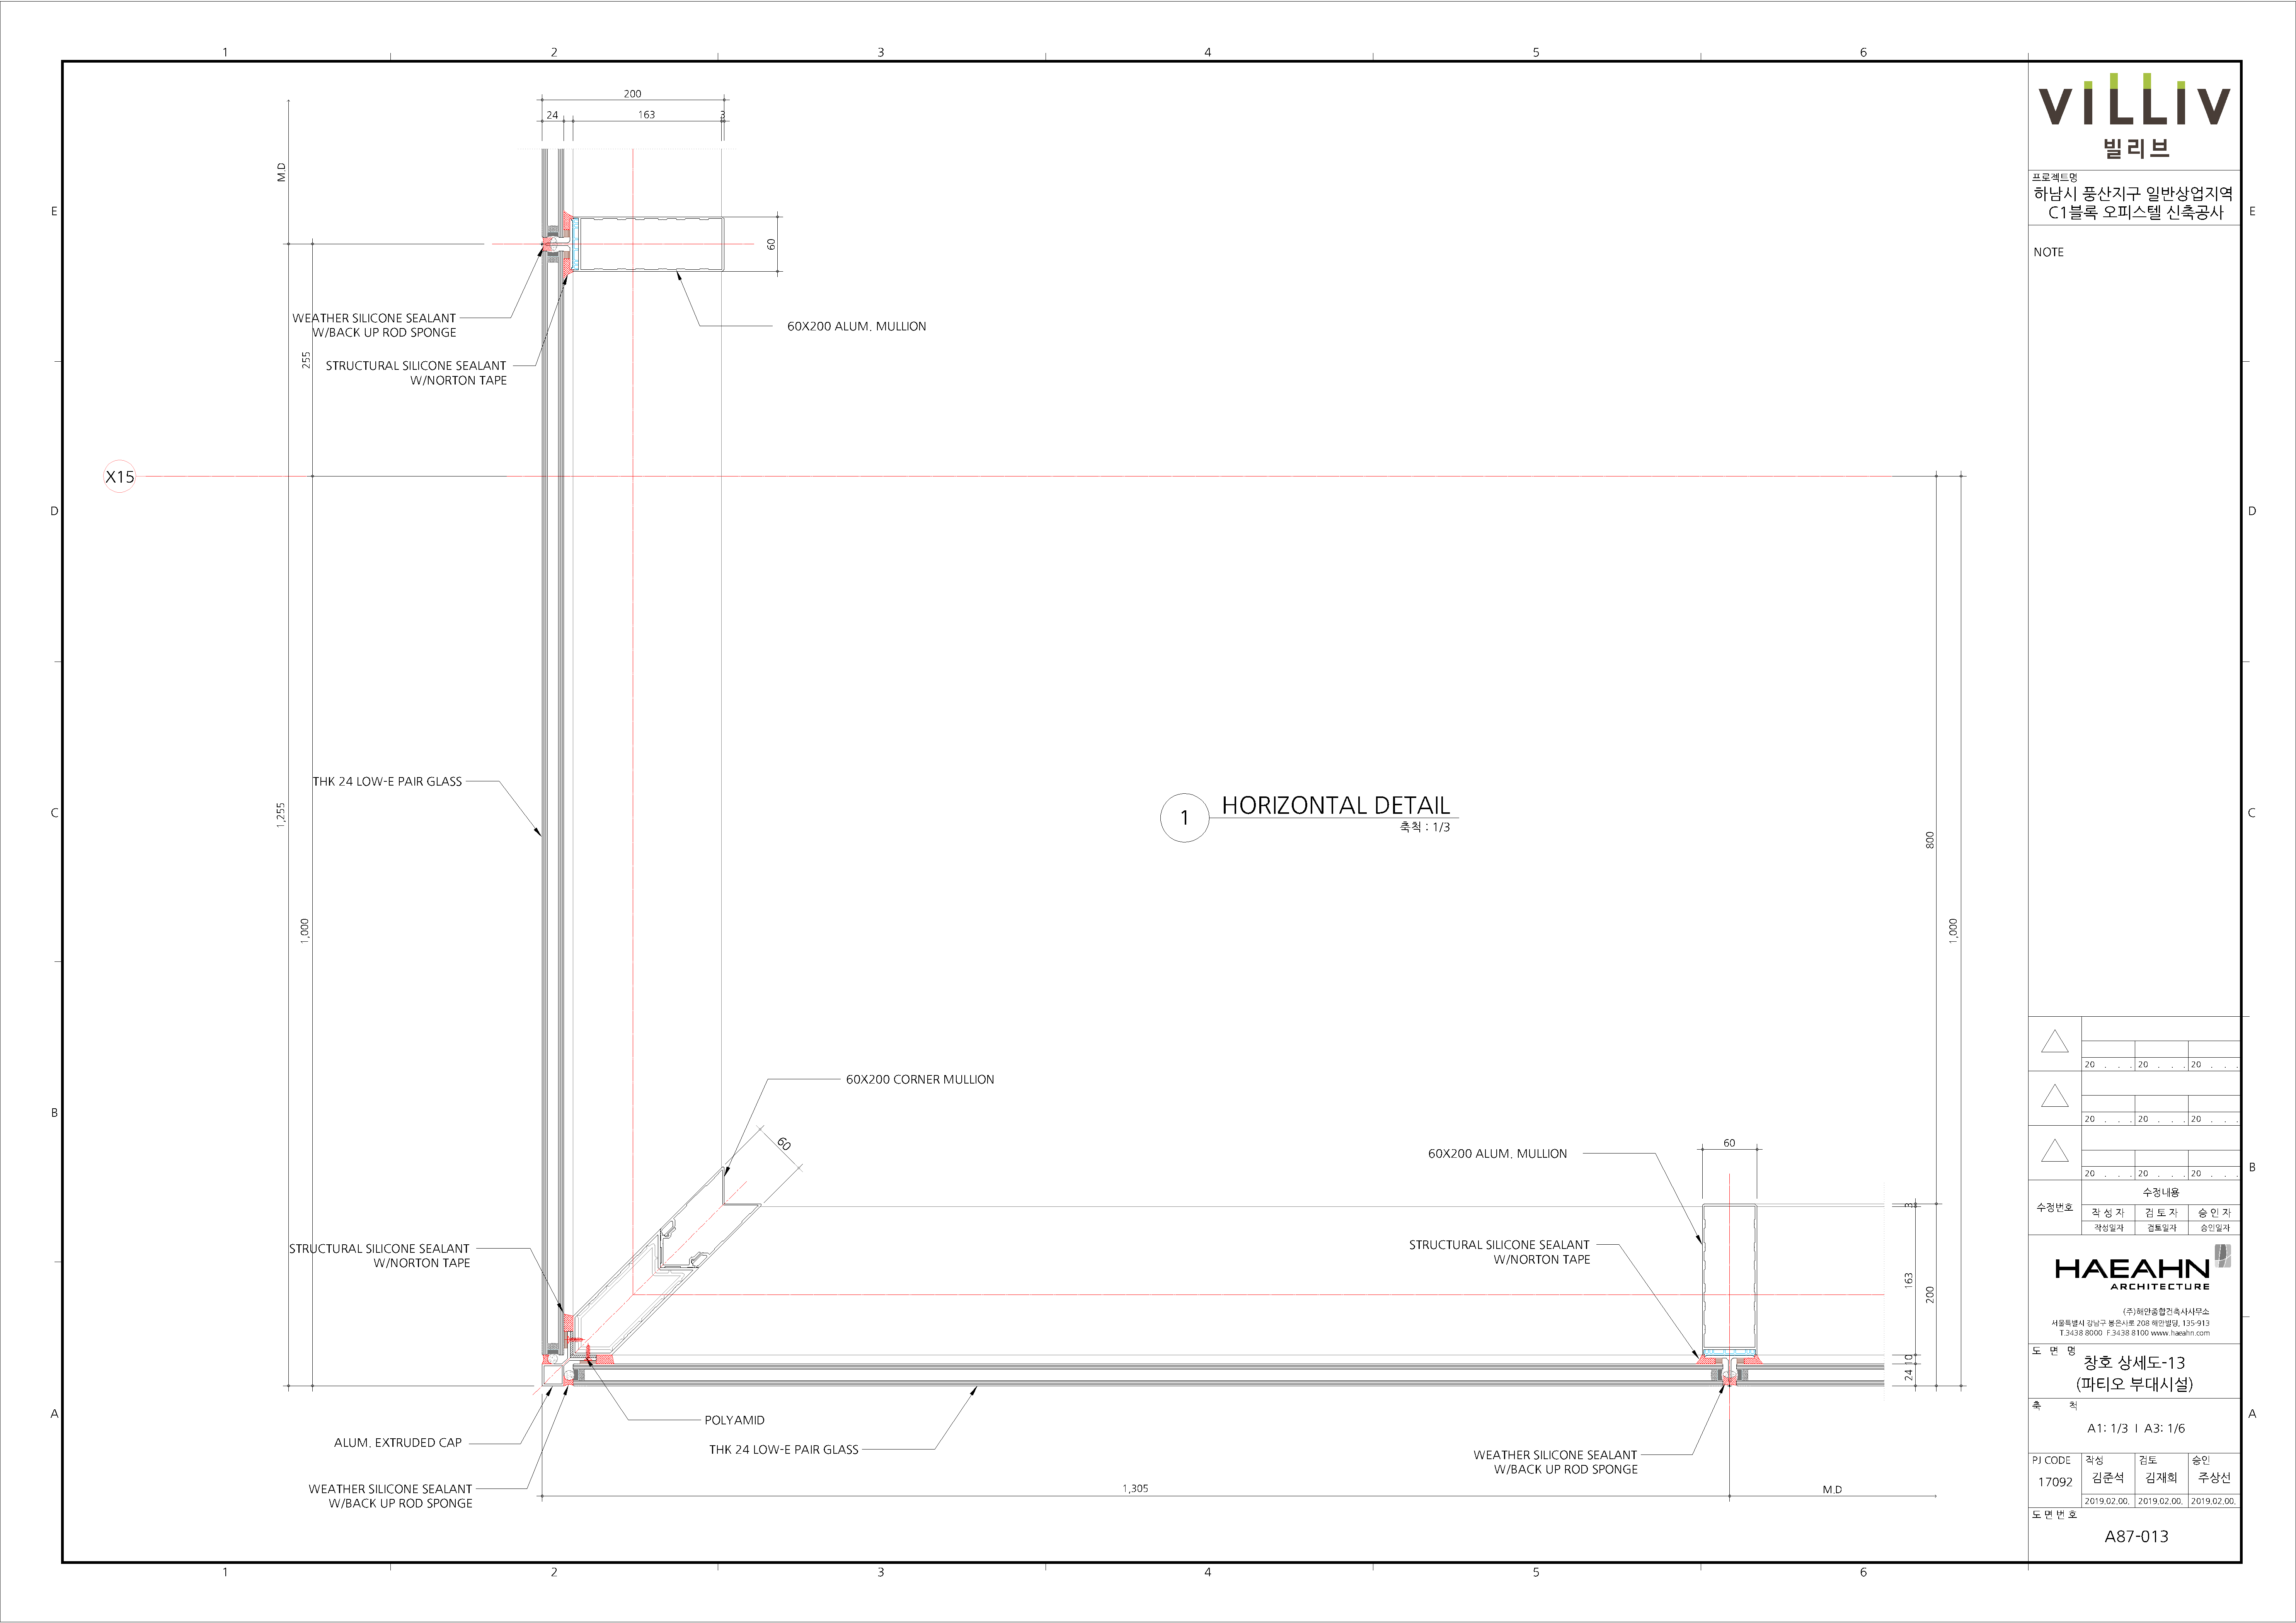 1 2 3 4 5 6
VILLIV
빌리브
프로젝트명
하남시 풍산지구 일반상업지역
C1블록 오피스텔 신축공사
NOTE
E
E
D
D
C
C
B
B
A
A
200
24 163 3
M.D
60
WEATHER SILICONE SEALANT
W/BACK UP ROD SPONGE
60X200 ALUM. MULLION
255
STRUCTURAL SILICONE SEALANT
W/NORTON TAPE
X15
THK 24 LOW-E PAIR GLASS
1,255
1,000
1
HORIZONTAL DETAIL
축척 : 1/3
800
1,000
60X200 CORNER MULLION
60
60X200 ALUM. MULLION
60
STRUCTURAL SILICONE SEALANT
W/NORTON TAPE
STRUCTURAL SILICONE SEALANT
W/NORTON TAPE
3
163
200
10
24
POLYAMID
ALUM. EXTRUDED CAP
THK 24 LOW-E PAIR GLASS
WEATHER SILICONE SEALANT
W/BACK UP ROD SPONGE
WEATHER SILICONE SEALANT
W/BACK UP ROD SPONGE
1,305
M.D
20 . . . 20 . . . 20 . . .
20 . . . 20 . . . 20 . . .
20 . . . 20 . . . 20 . . .
수정번호
수정내용
작 성 자 검 토 자 승 인 자
작성일자 검토일자 승인일자
HAEAHN
ARCHITECTURE
(주)해안종합건축사사무소
서울특별시 강남구 봉은사로 208 해안빌딩, 135-913
T.3438 8000 F.3438 8100 www.haeahn.com
도 면 명
창호 상세도-13
(파티오 부대시설)
축 척
A1: 1/3 I A3: 1/6
PJ CODE 작성 검토 승인
17092 김준석 김재희 주상선
2019.02.00. 2019.02.00. 2019.02.00.
도 면 번 호
A87-013
1 2 3 4 5 6